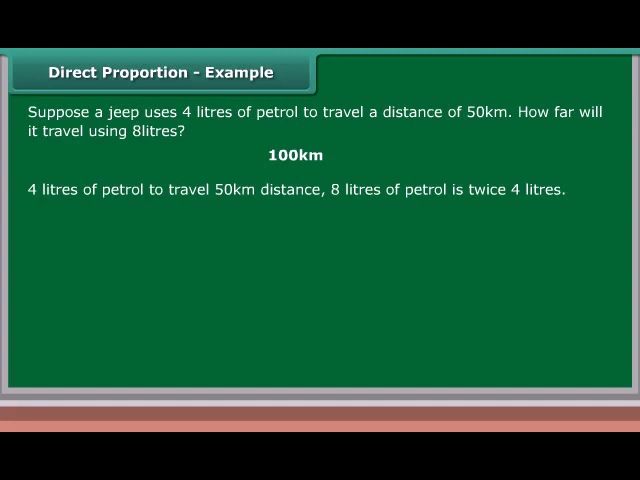 Direct Proportion - Example
Suppose a jeep uses 4 litres of petrol to travel a distance of 50km. How far will
it travel using 8litres?
100km
4 litres of petrol to travel 50km distance, 8 litres of petrol is twice 4 litres.